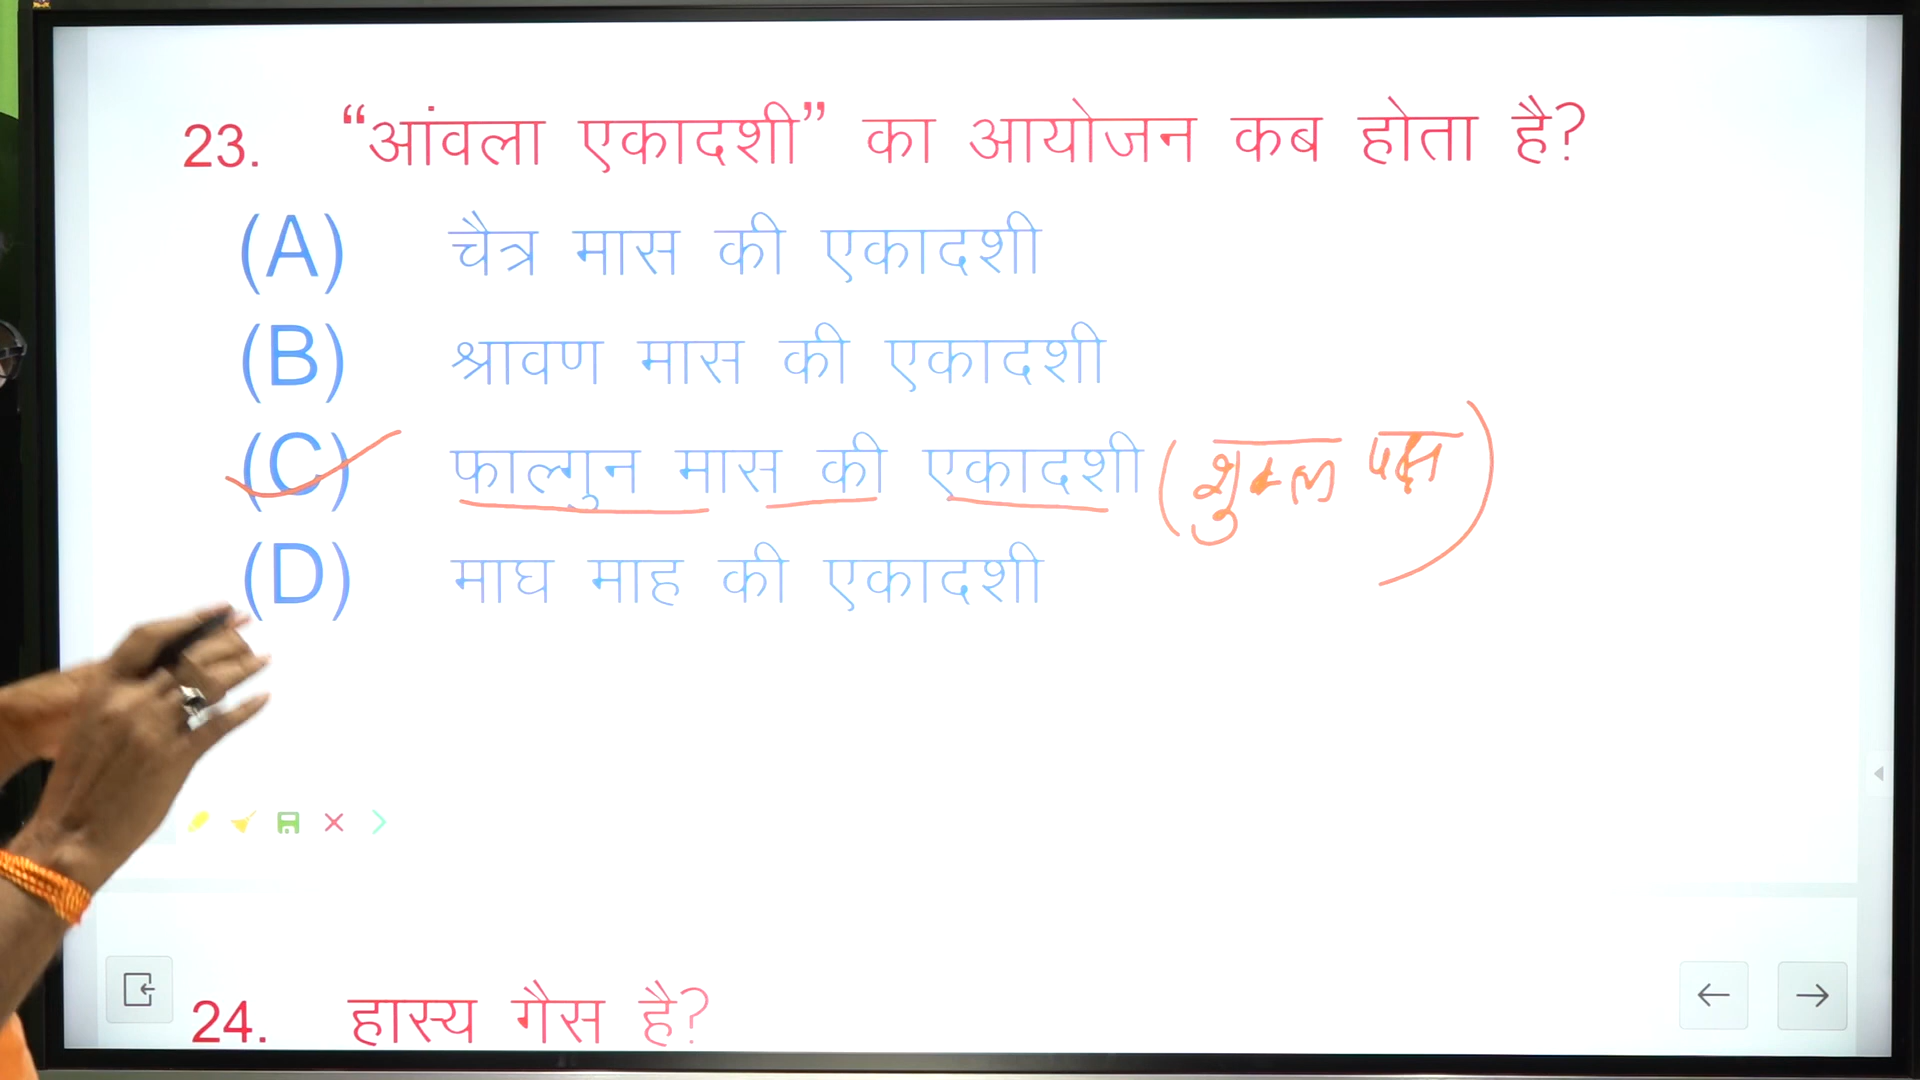 23. “आंवला एकादशी” का आयोजन कब होता है?
(A) चैत्र मास की एकादशी
(B) श्रावण मास की एकादशी
(C) फाल्गुन मास की एकादशी (शुक्ल पक्ष)
(D) माघ माह की एकादशी
24. हास्य गैस है?